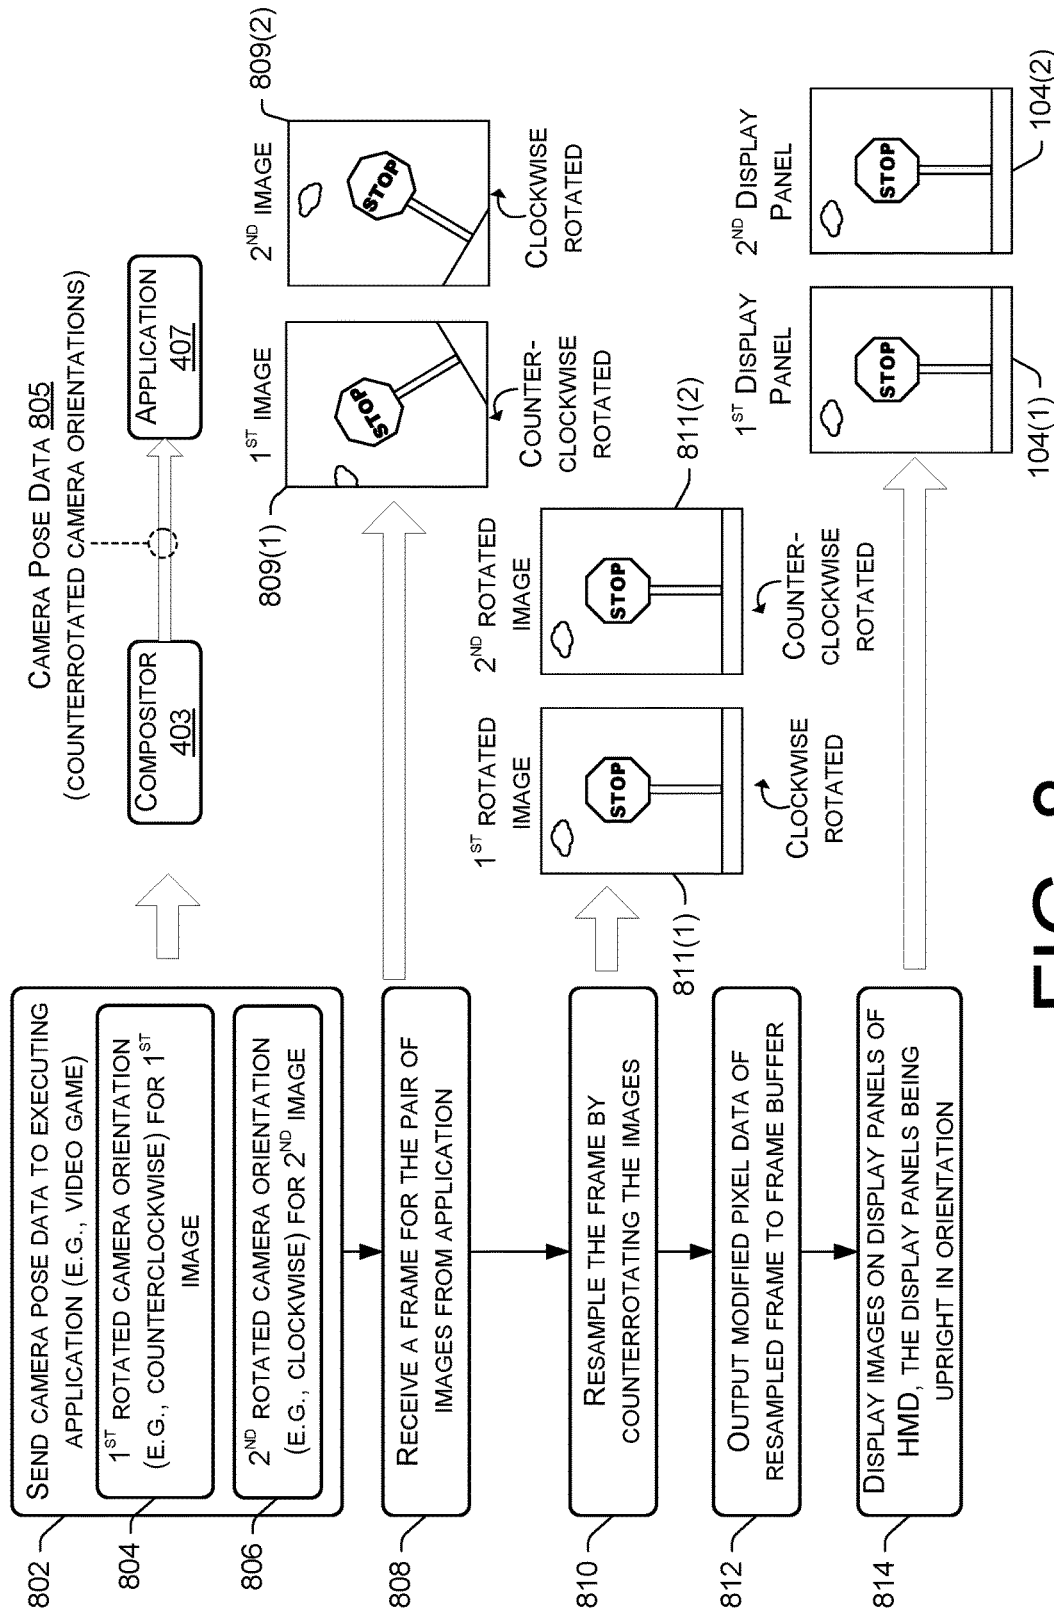 802
SEND CAMERA POSE DATA TO EXECUTING
APPLICATION (E.G., VIDEO GAME)
804
1ST ROTATED CAMERA ORIENTATION
(E.G., COUNTERCLOCKWISE) FOR 1ST
IMAGE
806
2ND ROTATED CAMERA ORIENTATION
(E.G., CLOCKWISE) FOR 2ND IMAGE
CAMERA POSE DATA 805
(COUNTERROTATED CAMERA ORIENTATIONS)
COMPOSITOR
403
APPLICATION
407
808
RECEIVE A FRAME FOR THE PAIR OF
IMAGES FROM APPLICATION
809(1)
1ST IMAGE
STOP
COUNTER-
CLOCKWISE
ROTATED
809(2)
2ND IMAGE
STOP
CLOCKWISE
ROTATED
810
RESAMPLE THE FRAME BY
COUNTERROTATING THE IMAGES
811(1)
1ST ROTATED
IMAGE
STOP
CLOCKWISE
ROTATED
811(2)
2ND ROTATED
IMAGE
STOP
COUNTER-
CLOCKWISE
ROTATED
812
OUTPUT MODIFIED PIXEL DATA OF
RESAMPLED FRAME TO FRAME BUFFER
814
DISPLAY IMAGES ON DISPLAY PANELS OF
HMD, THE DISPLAY PANELS BEING
UPRIGHT IN ORIENTATION
1ST DISPLAY
PANEL
STOP
104(1)
2ND DISPLAY
PANEL
STOP
104(2)